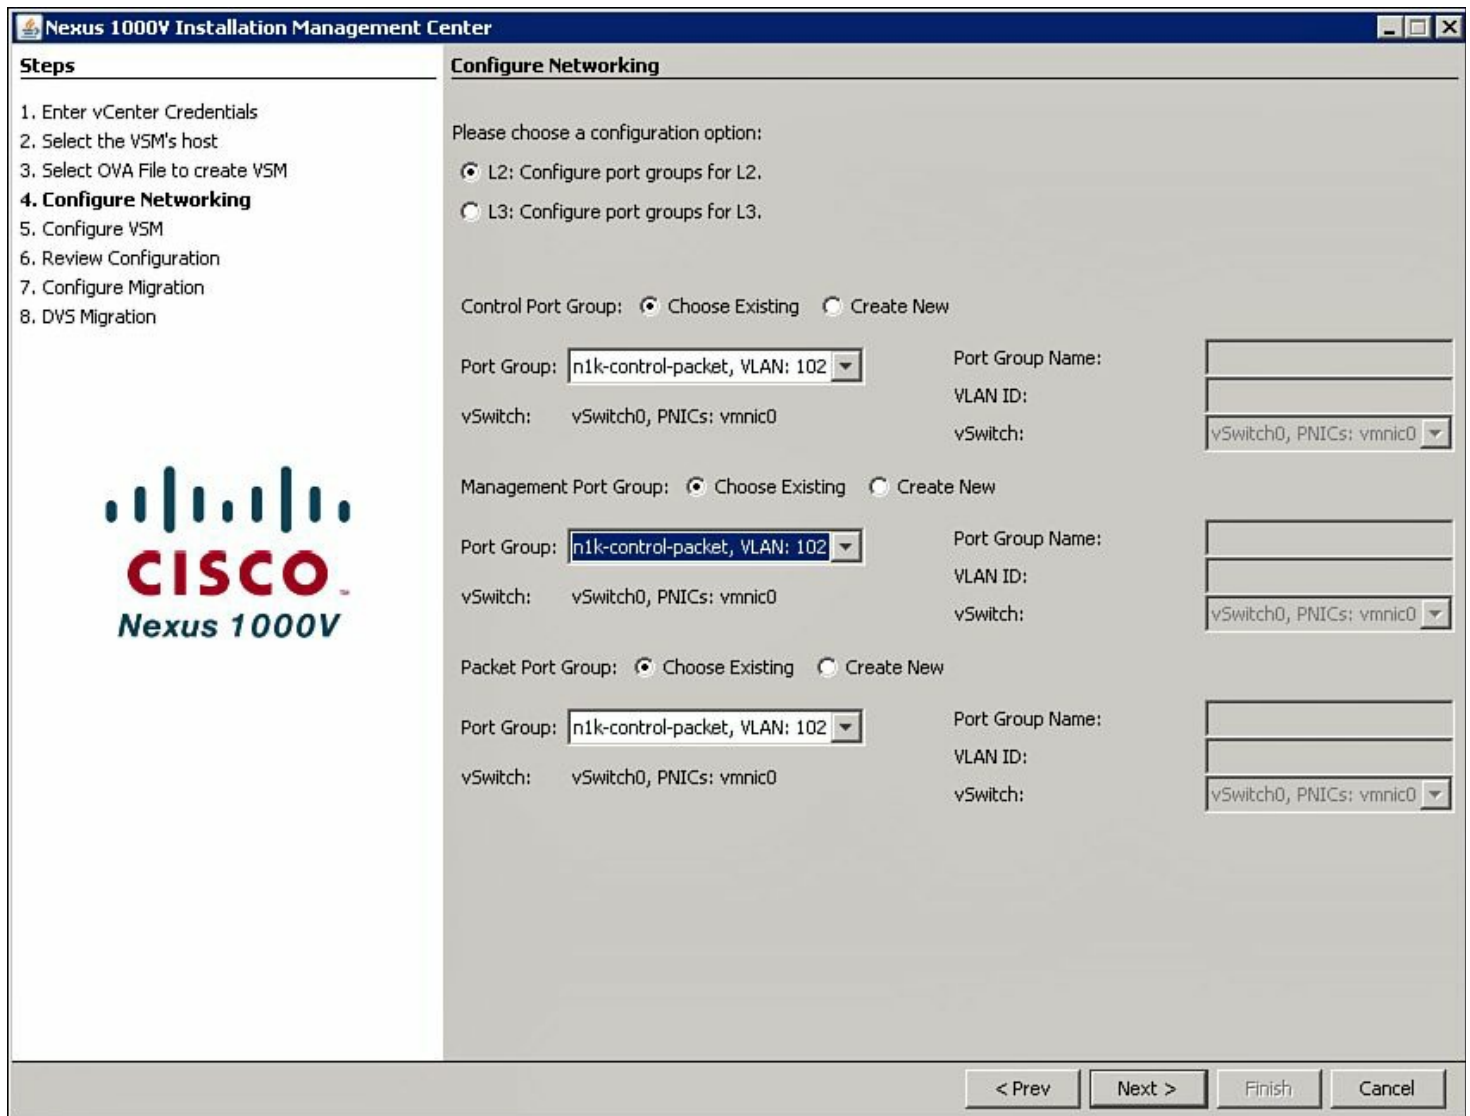 Nexus 1000V Installation Management Center
Steps
1. Enter vCenter Credentials
2. Select the VSM's host
3. Select OVA File to create VSM
4. Configure Networking
5. Configure VSM
6. Review Configuration
7. Configure Migration
8. DVS Migration
CISCO
Nexus 1000V
Configure Networking
Please choose a configuration option:
L2: Configure port groups for L2.
L3: Configure port groups for L3.
Control Port Group: Choose Existing Create New
Port Group: n1k-control-packet, VLAN: 102
vSwitch: vSwitch0, PNICs: vmnic0
Port Group Name:
VLAN ID:
vSwitch: vSwitch0, PNICs: vmnic0
Management Port Group: Choose Existing Create New
Port Group: n1k-control-packet, VLAN: 102
vSwitch: vSwitch0, PNICs: vmnic0
Port Group Name:
VLAN ID:
vSwitch: vSwitch0, PNICs: vmnic0
Packet Port Group: Choose Existing Create New
Port Group: n1k-control-packet, VLAN: 102
vSwitch: vSwitch0, PNICs: vmnic0
Port Group Name:
VLAN ID:
vSwitch: vSwitch0, PNICs: vmnic0
< Prev Next > Finish Cancel